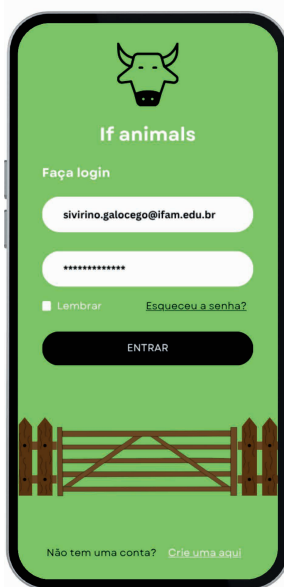 If animals
Faça login
sivirino.galocego@ifam.edu.br
*************
Lembrar Esqueceu a senha?
ENTRAR
Não tem uma conta? Crie uma aqui